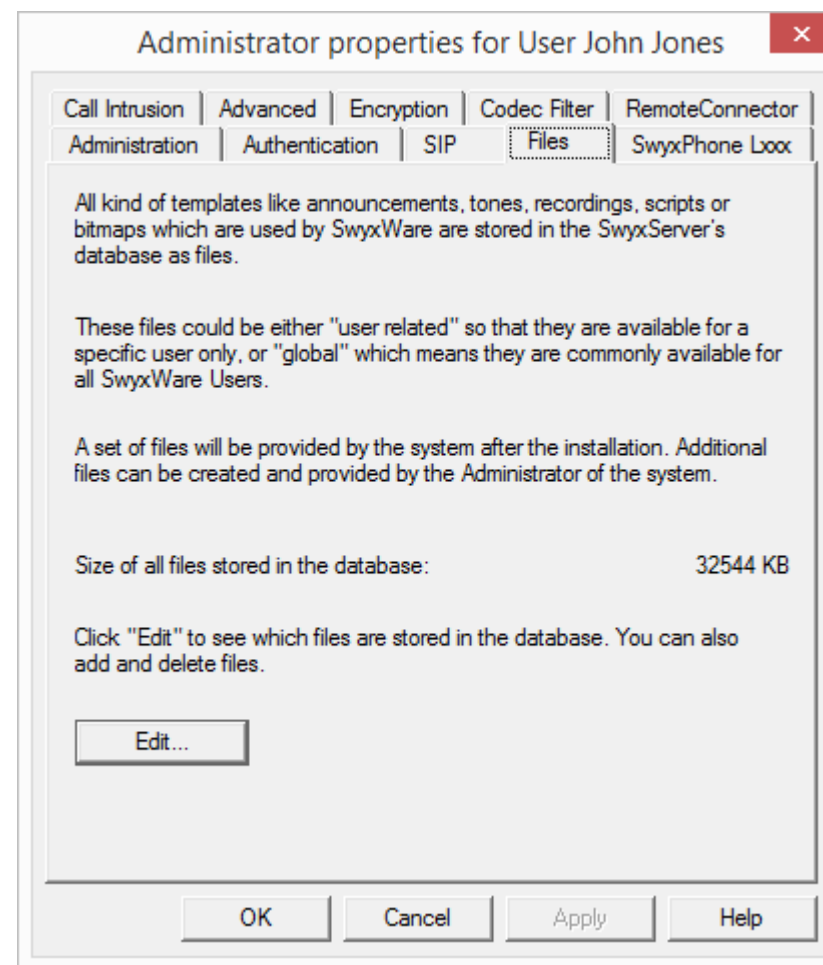 Administrator properties for User John Jones
Call Intrusion Advanced Encryption Codec Filter RemoteConnector
Administration Authentication SIP Files SwyxPhone Lxxx
All kind of templates like announcements, tones, recordings, scripts or
bitmaps which are used by SwyxWare are stored in the SwyxServer's
database as files.
These files could be either "user related" so that they are available for a
specific user only, or "global" which means they are commonly available for
all SwyxWare Users.
A set of files will be provided by the system after the installation. Additional
files can be created and provided by the Administrator of the system.
Size of all files stored in the database: 32544 KB
Click "Edit" to see which files are stored in the database. You can also
add and delete files.
Edit...
OK Cancel Apply Help